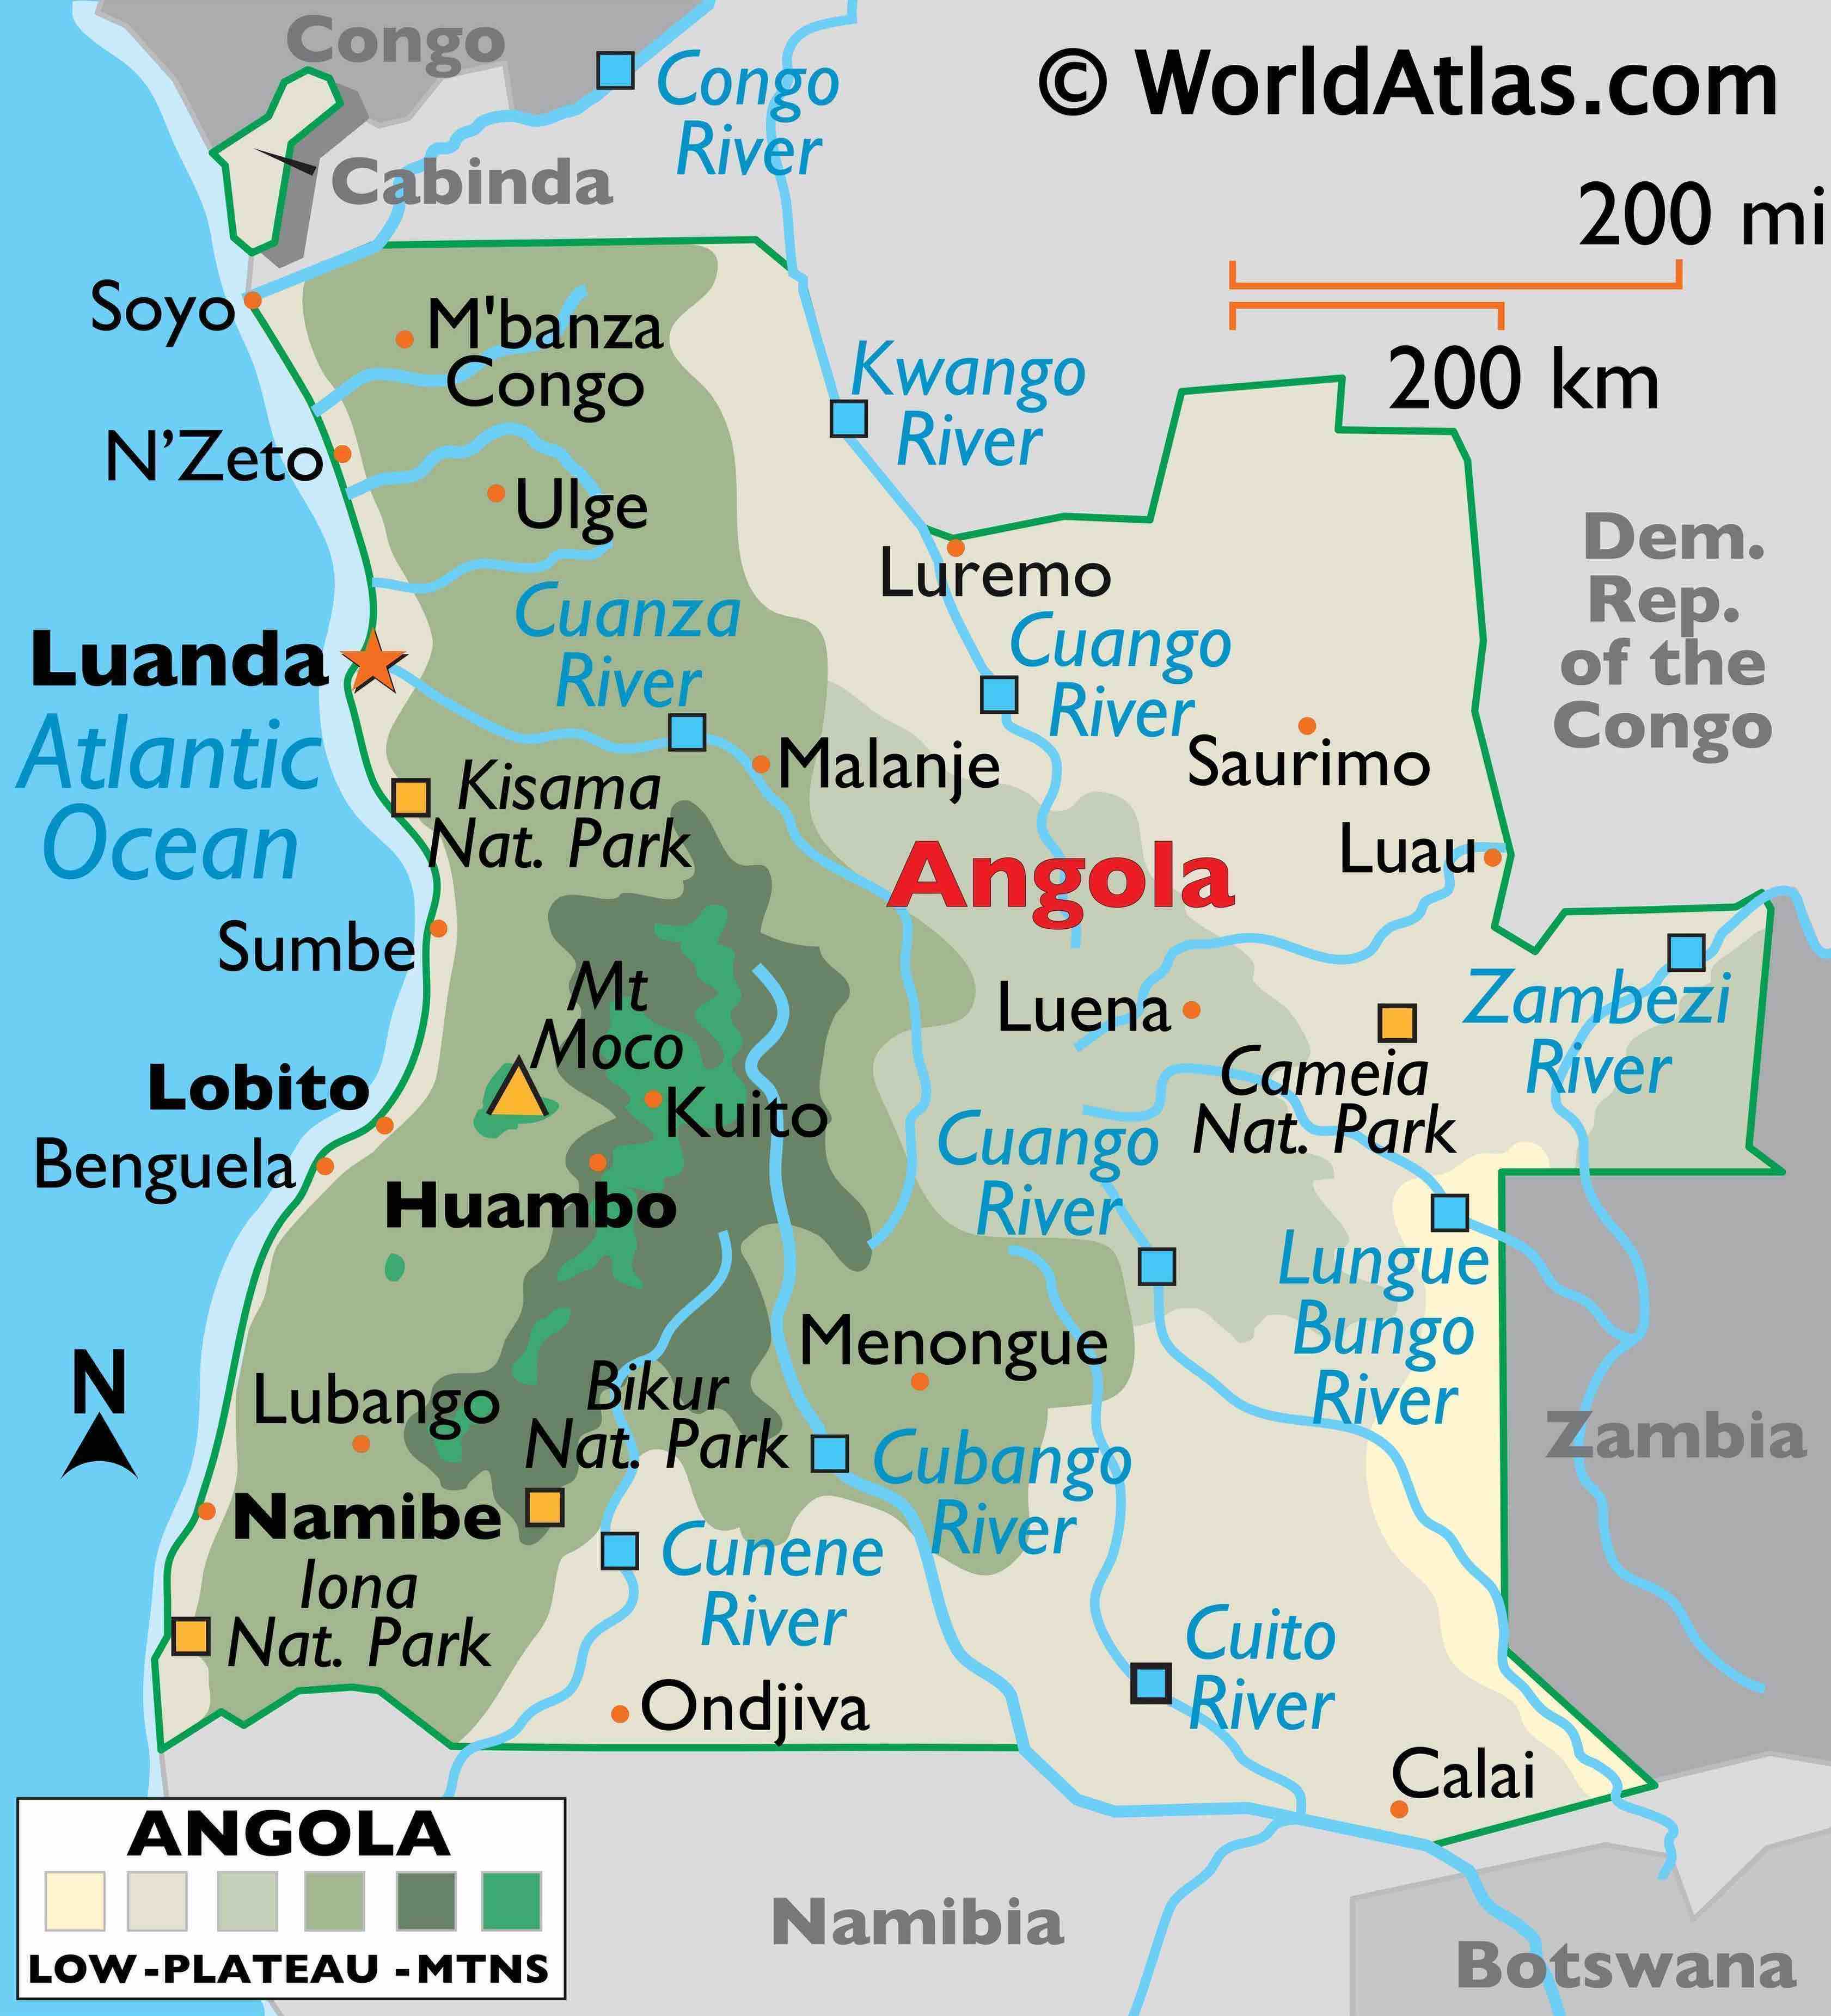 Congo
Congo
River
© WorldAtlas.com
Cabinda
200 mi
200 km
Soyo
M'banza
Congo
Kwango
River
N’Zeto
Ulge
Dem.
Rep.
of the
Congo
Luremo
Cuanza
River
Cuango
River
Luanda
Atlantic
Ocean
Malanje
Saurimo
Kisama
Nat. Park
Angola
Luau
Sumbe
Mt
Moco
Luena
Zambezi
River
Cameia
Nat. Park
Lobito
Kuito
Benguela
Cuango
River
Huambo
Lungue
Bungo
River
Menongue
N
Lubango
Bikur
Nat. Park
Cubango
River
Zambia
Namibe
Cunene
River
Iona
Nat. Park
Cuito
River
Ondjiva
Calai
ANGOLA
LOW-PLATEAU -MTNS
Namibia
Botswana